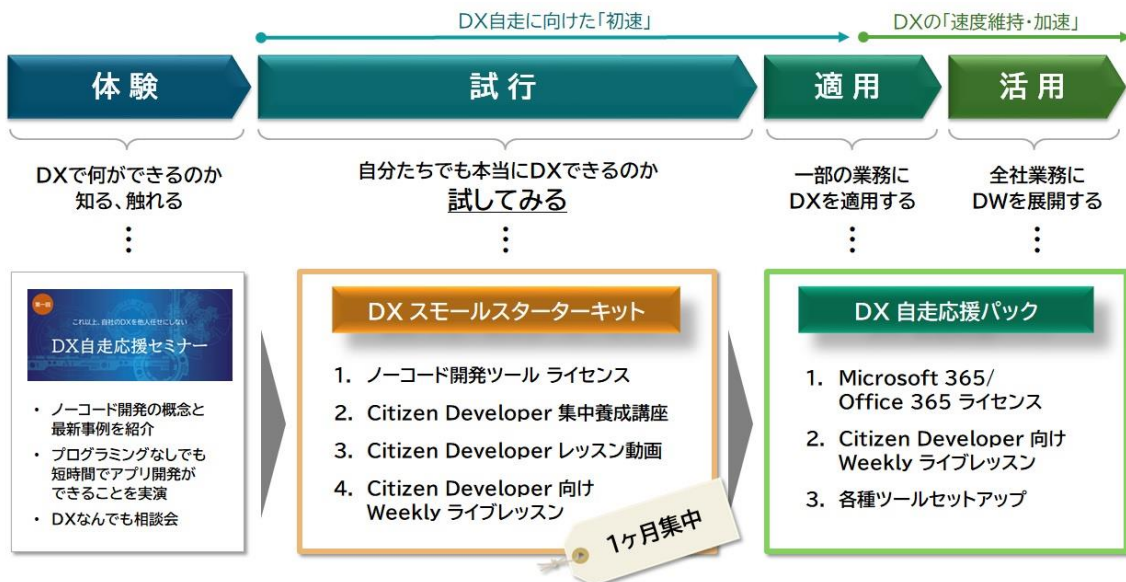 DX自走に向けた「初速」
DXの「速度維持・加速」
体験
試行
適用
活用
DXで何ができるのか
知る、触れる
自分たちでも本当にDXできるのか
試してみる
一部の業務に
DXを適用する
全社業務に
DWを展開する
第一回
これ以上、自社のDXを他人任せにしない
DX自走応援セミナー
・ ノーコード開発の概念と
最新事例を紹介
・ プログラミングなしでも
短時間でアプリ開発が
できることを実演
・ DXなんでも相談会
DX スモールスターターキット
1. ノーコード開発ツール ライセンス
2. Citizen Developer 集中養成講座
3. Citizen Developer レッスン動画
4. Citizen Developer 向け
Weekly ライブレッスン
1ヶ月集中
DX 自走応援パック
1. Microsoft 365/
Office 365 ライセンス
2. Citizen Developer 向け
Weekly ライブレッスン
3. 各種ツールセットアップ